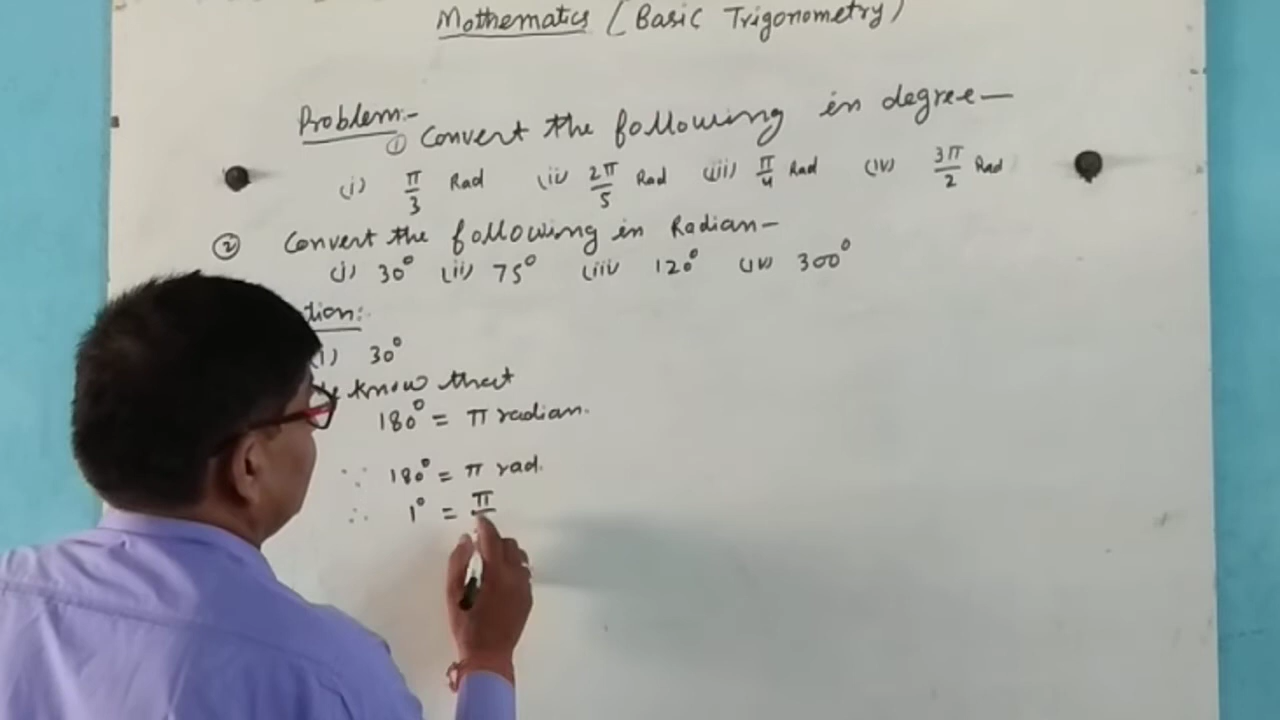 Mothematics (Basic Trigonometry)
Problem:-
① Convert the following in degree—
(i) π/3 Rad (ii) 2π/5 Rad (iii) π/4 Rad (iv) 3π/2 Rad
② Convert the following in Radian—
(i) 30° (ii) 75° (iii) 120° (iv) 300°
tion:
(i) 30°
know that
180° = π radian.
∵ 180° = π rad.
∴ 1° = π